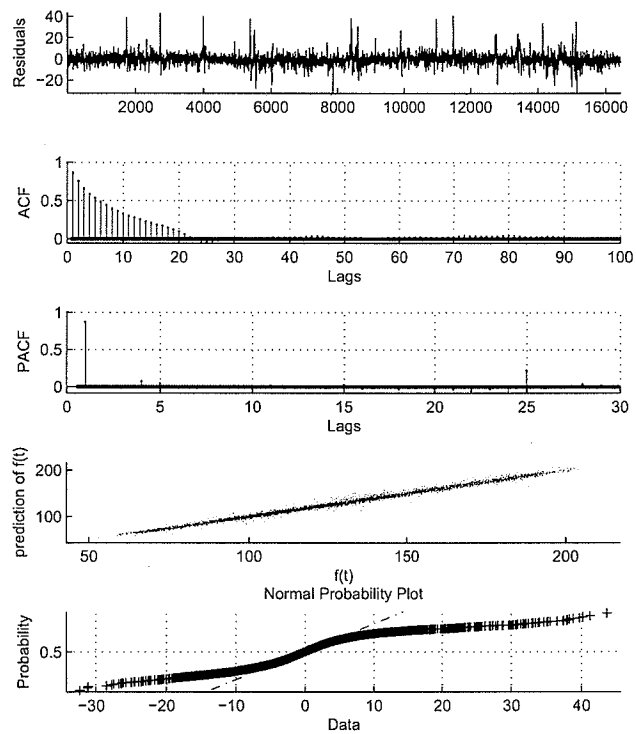 Residuals
40
20
0
−20
2000 4000 6000 8000 10000 12000 14000 16000
ACF
1
0.5
0
0 10 20 30 40 50 60 70 80 90 100
Lags
PACF
1
0.5
0
0 5 10 15 20 25 30
Lags
prediction of f(t)
200
100
50 100 150 200
f(t)
Normal Probability Plot
Probability
0.5
−30 −20 −10 0 10 20 30 40
Data